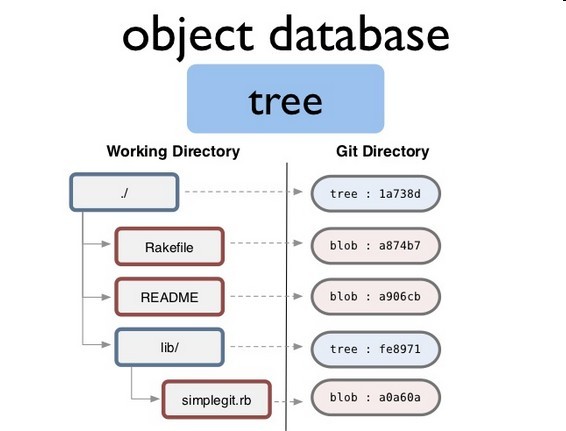 object database
tree
Working Directory Git Directory
./ tree : 1a738d
Rakefile blob : a874b7
README blob : a906cb
lib/ tree : fe8971
simplegit.rb blob : a0a60a